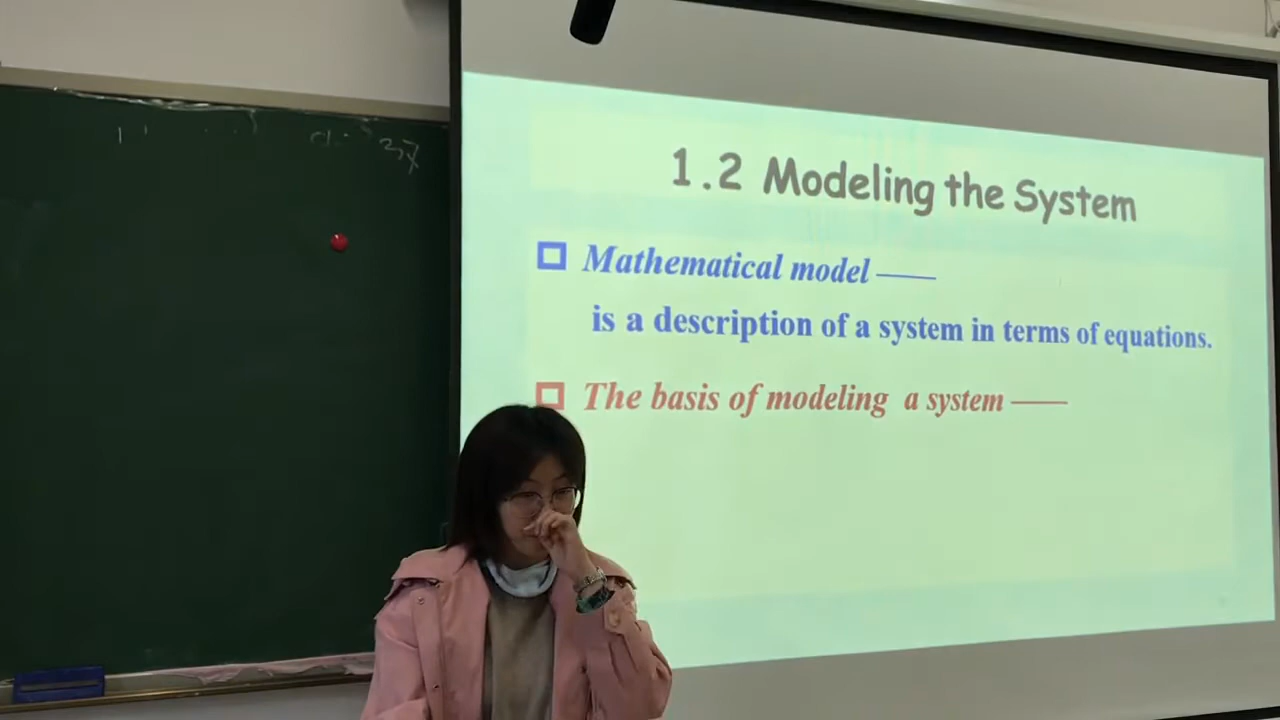 1.2 Modeling the System
Mathematical model ——
is a description of a system in terms of equations.
The basis of modeling a system ——